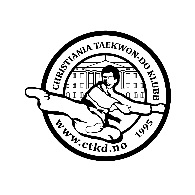 CHRISTIANIA TAEKWON-DO KLUBB
www.ctkd.no
1995